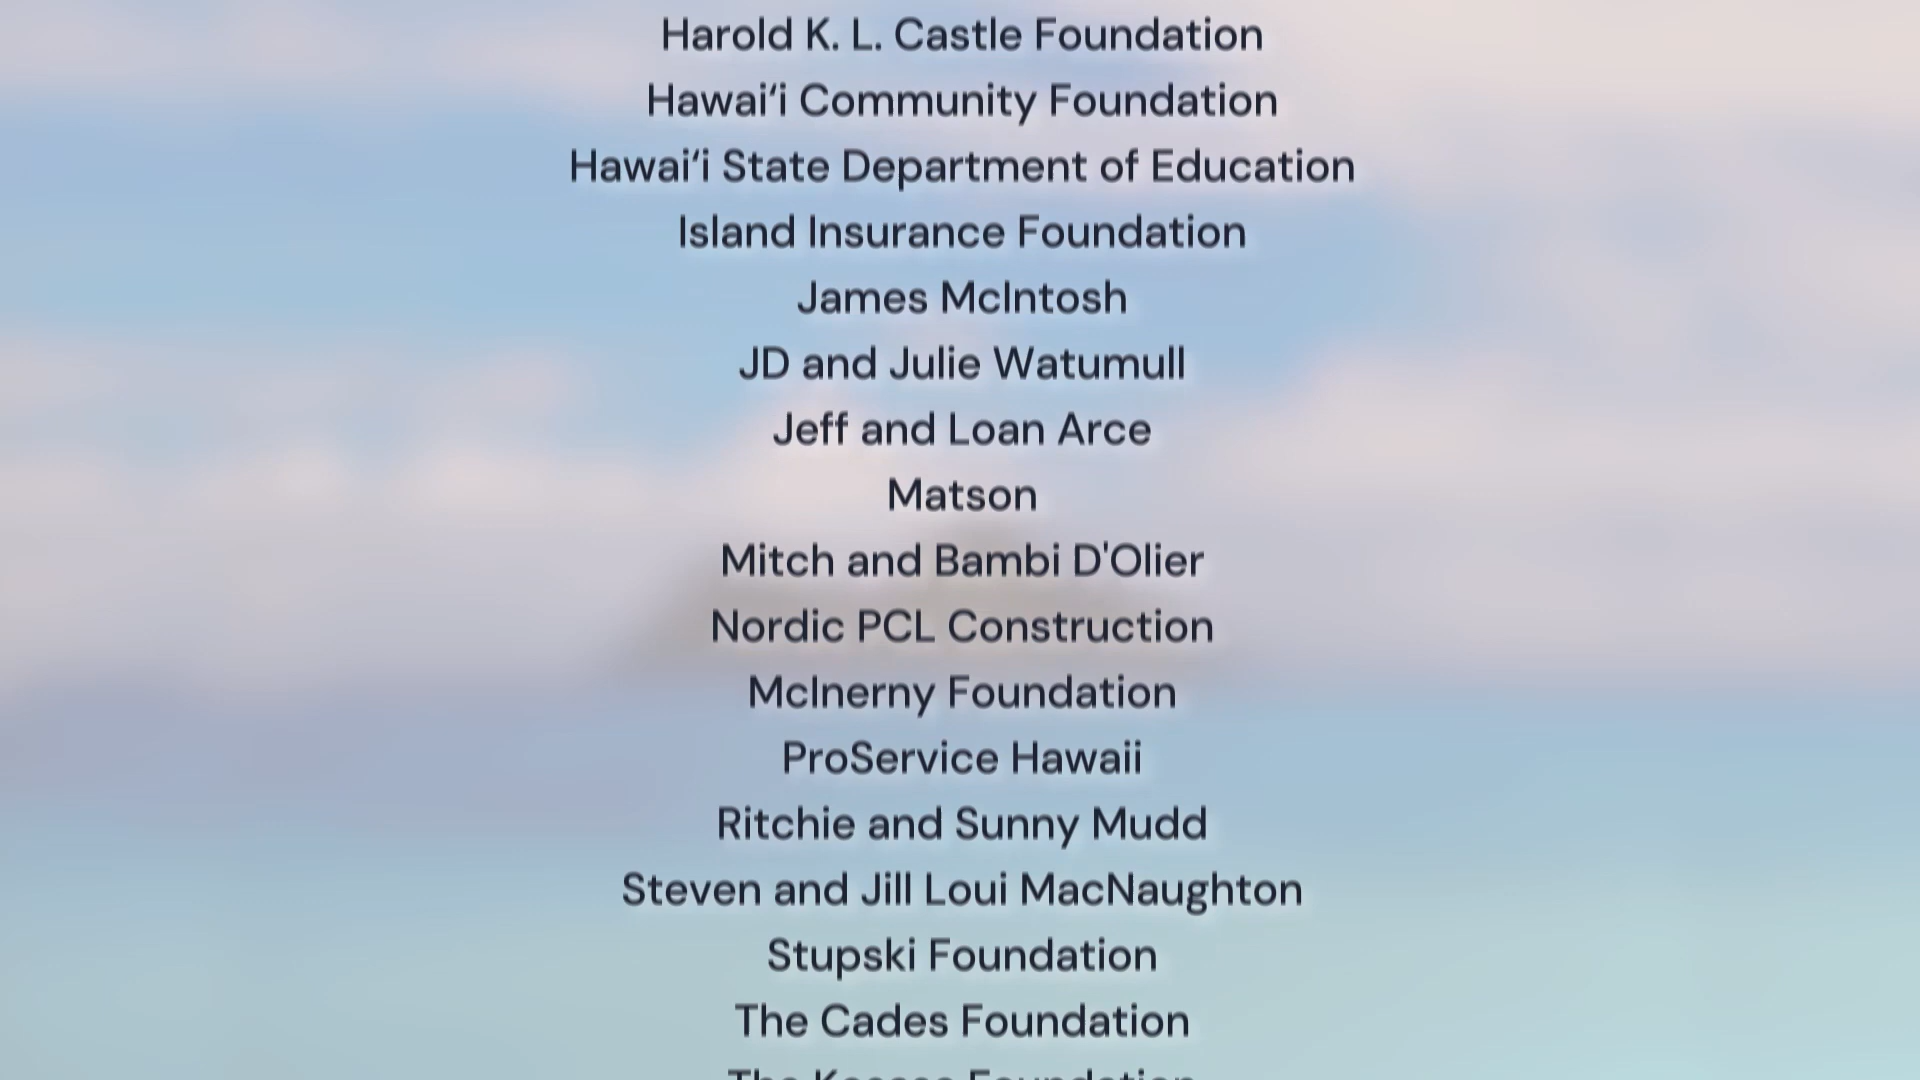 Harold K. L. Castle Foundation
Hawaiʻi Community Foundation
Hawaiʻi State Department of Education
Island Insurance Foundation
James McIntosh
JD and Julie Watumull
Jeff and Loan Arce
Matson
Mitch and Bambi D'Olier
Nordic PCL Construction
McInerny Foundation
ProService Hawaii
Ritchie and Sunny Mudd
Steven and Jill Loui MacNaughton
Stupski Foundation
The Cades Foundation
The Foundation